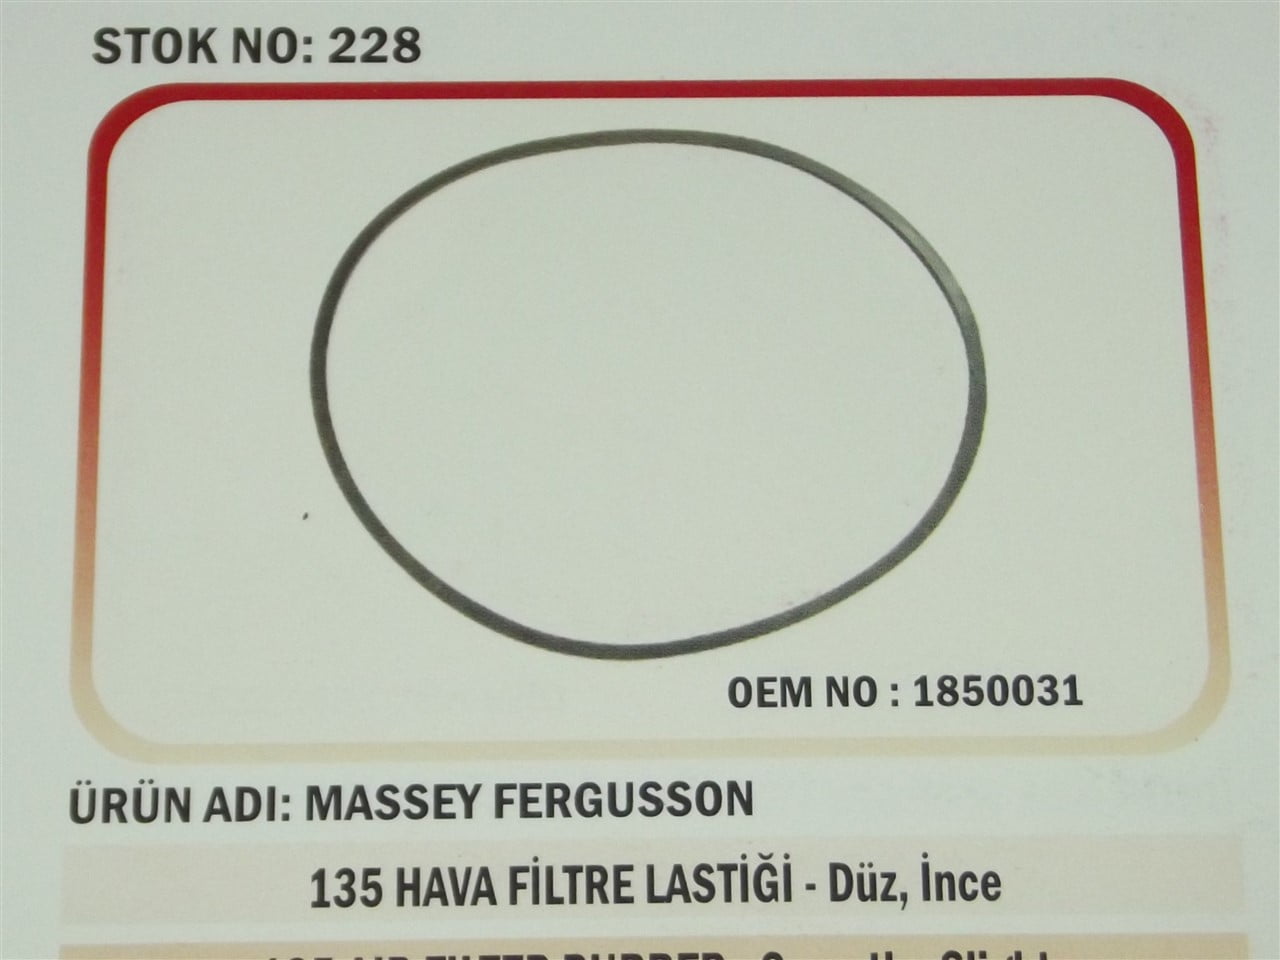 STOK NO: 228
OEM NO : 1850031
ÜRÜN ADI: MASSEY FERGUSSON
135 HAVA FİLTRE LASTİĞİ - Düz, İnce